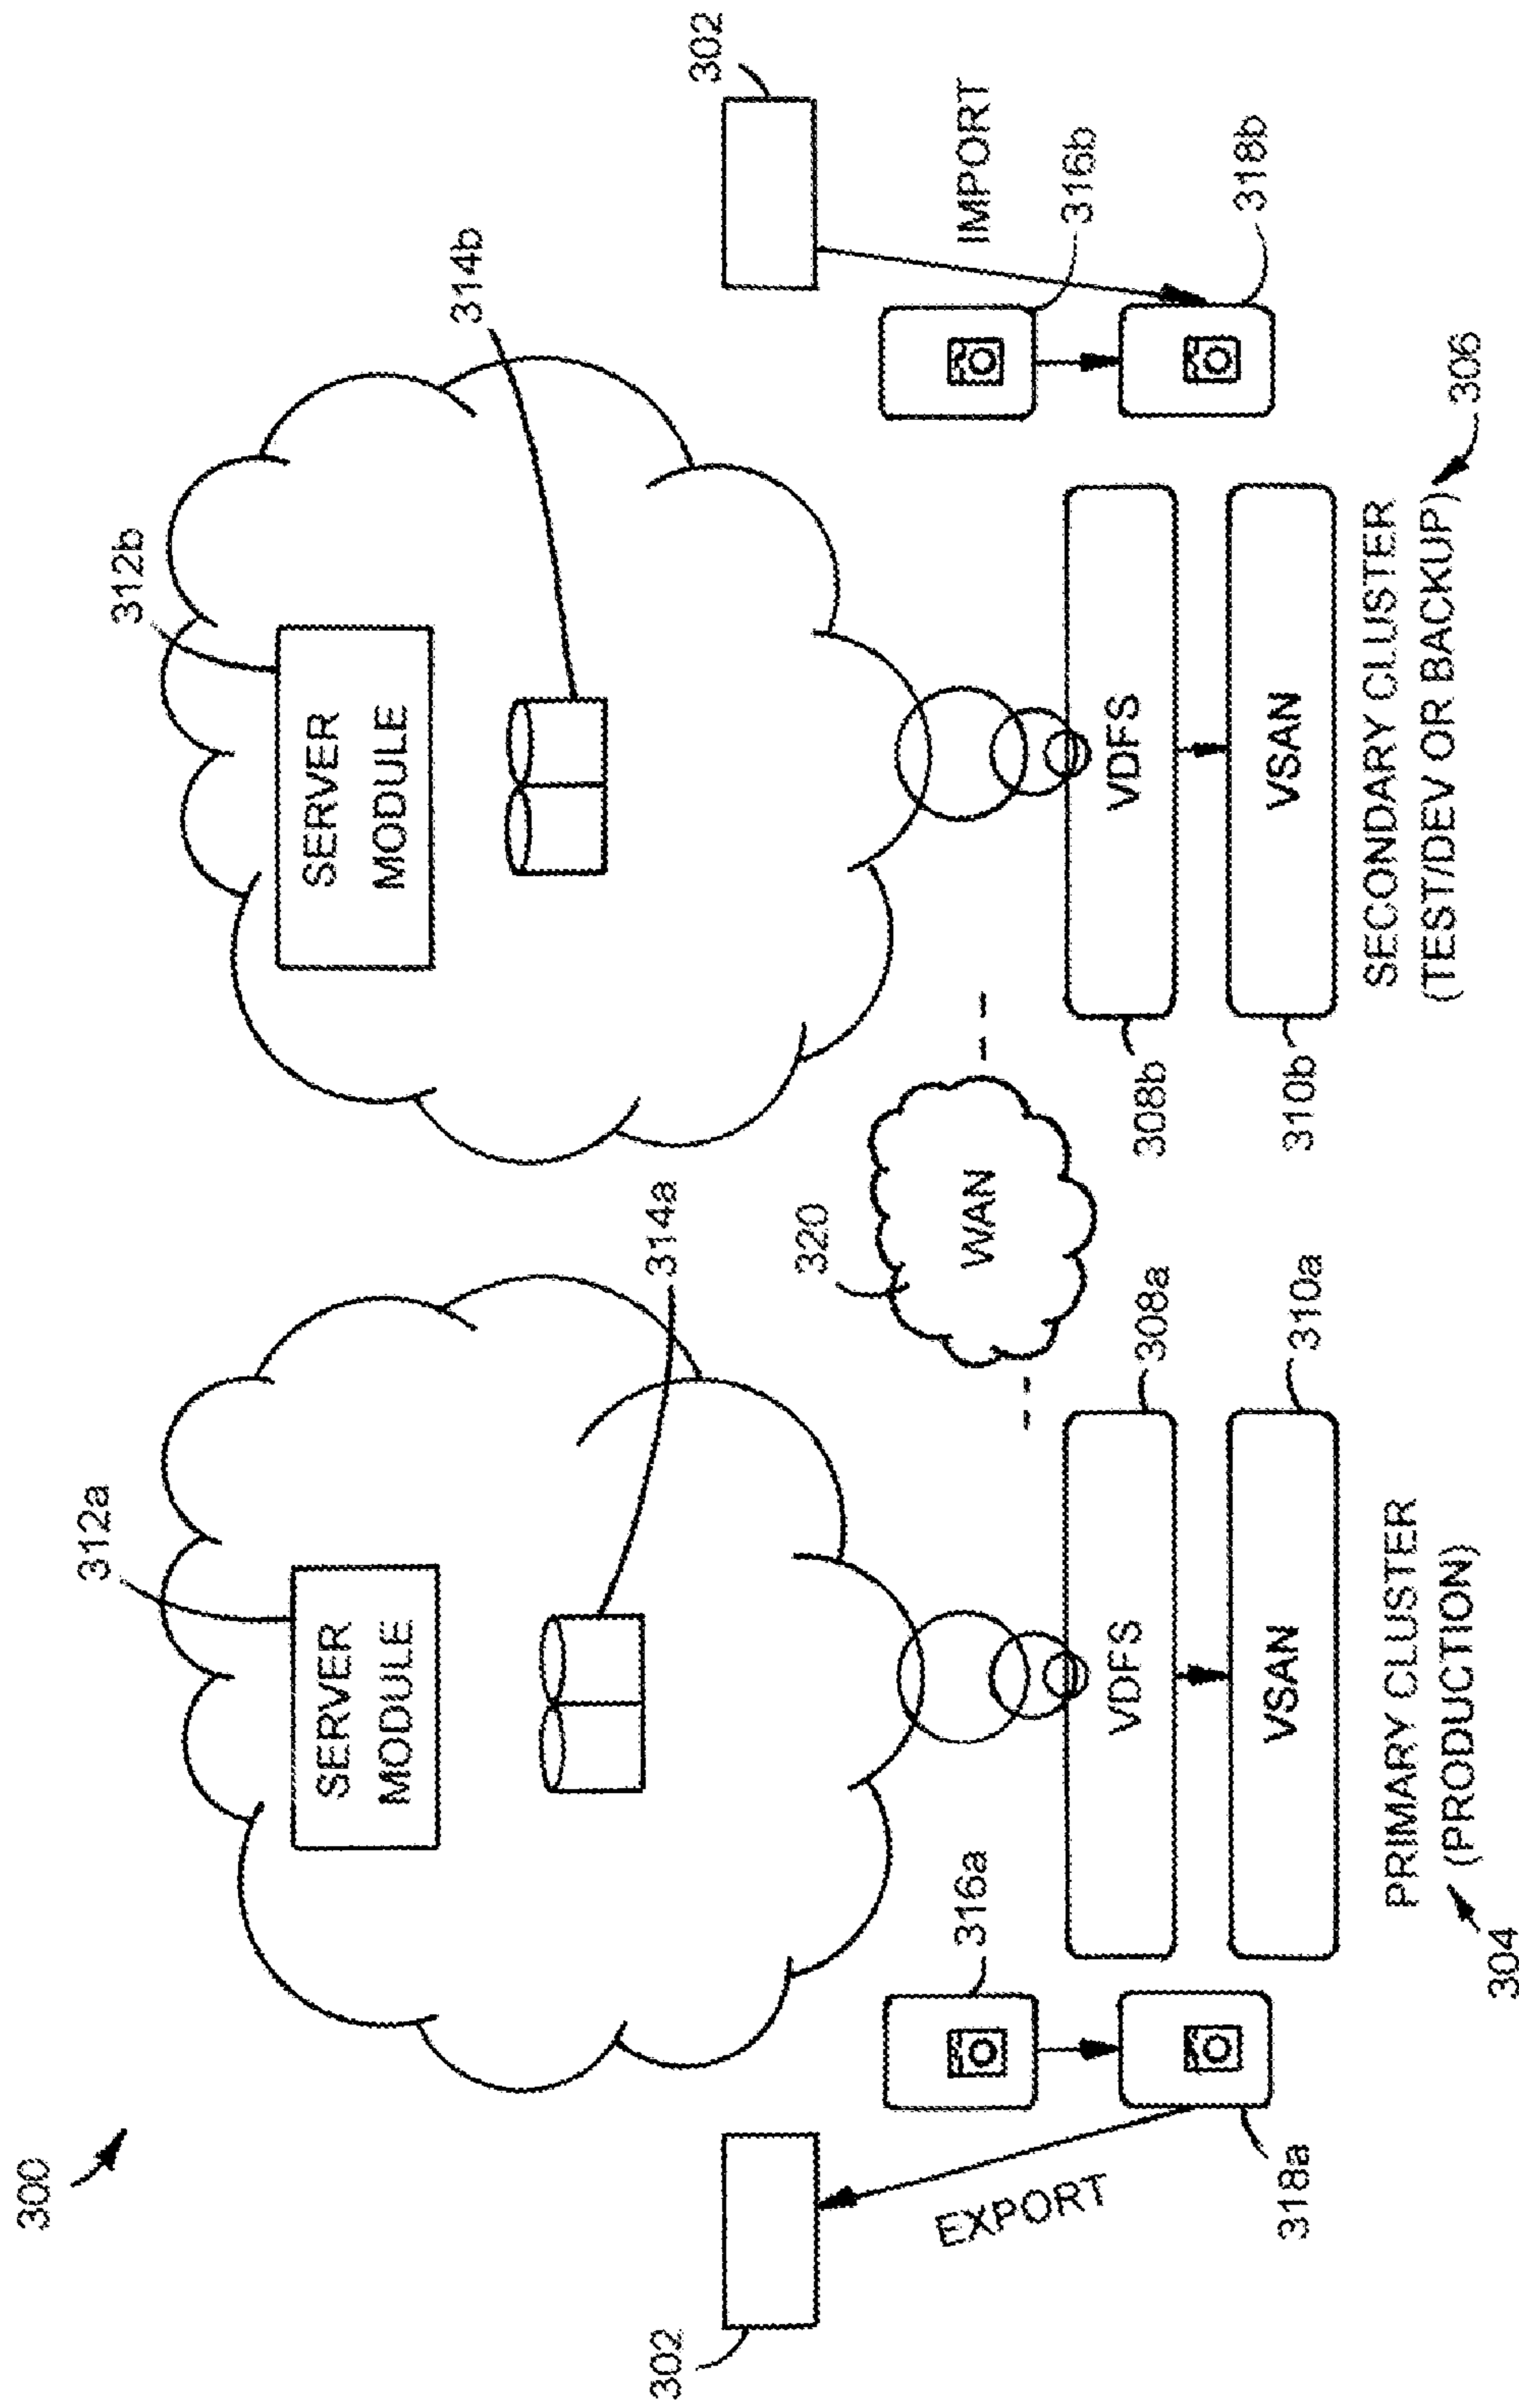 300
312a
312b
SERVER
MODULE
SERVER
MODULE
314a
314b
302
302
EXPORT
IMPORT
316a
316b
318a
318b
320
WAN
VDFS
308a
308b
VDFS
VSAN
310a
310b
VSAN
PRIMARY CLUSTER
(PRODUCTION)
304
SECONDARY CLUSTER
(TEST/DEV OR BACKUP)
306